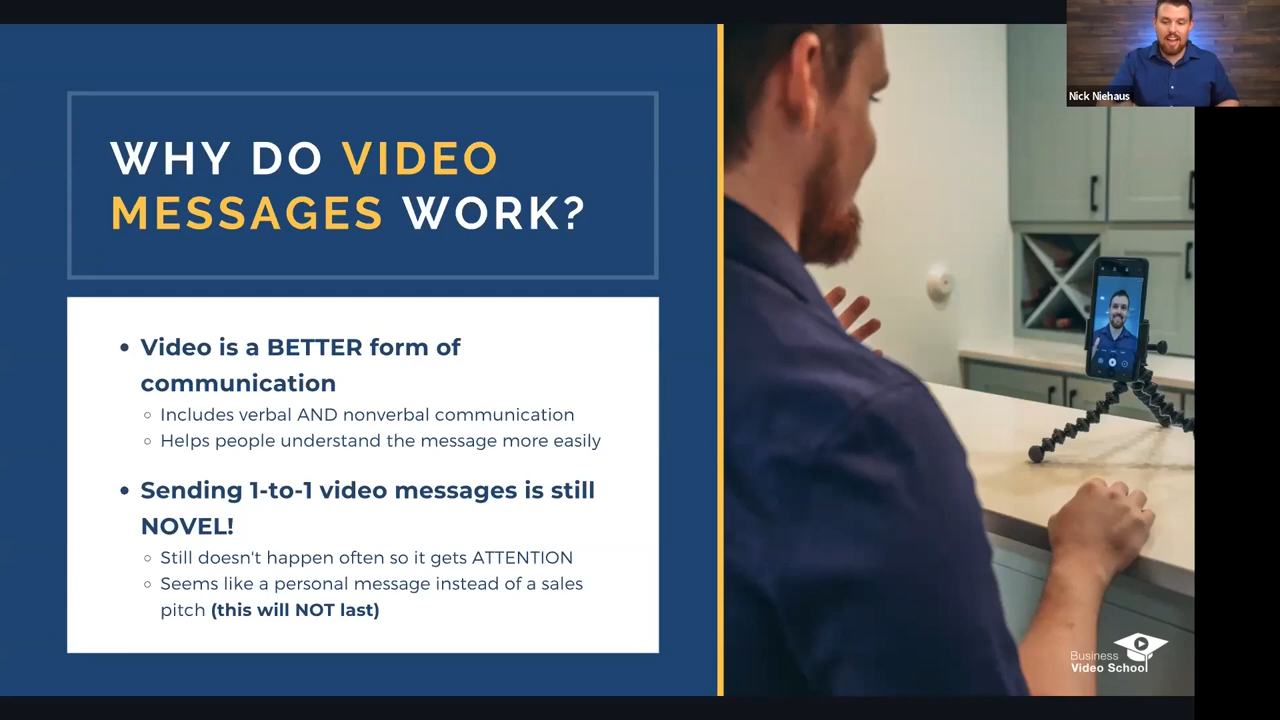 Nick Niehaus
WHY DO VIDEO
MESSAGES WORK?
• Video is a BETTER form of
communication
◦ Includes verbal AND nonverbal communication
◦ Helps people understand the message more easily
• Sending 1-to-1 video messages is still
NOVEL!
◦ Still doesn't happen often so it gets ATTENTION
◦ Seems like a personal message instead of a sales
pitch (this will NOT last)
Business
Video School